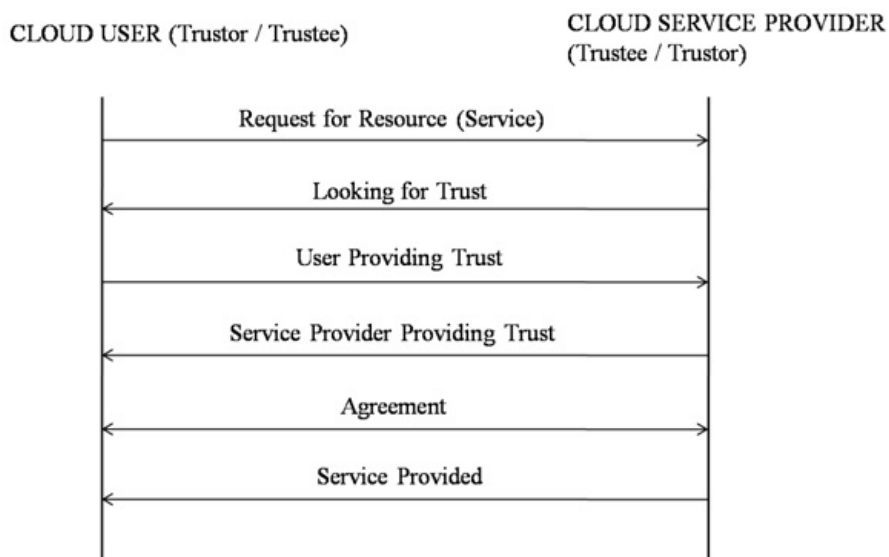 CLOUD USER (Trustor / Trustee)
CLOUD SERVICE PROVIDER
(Trustee / Trustor)
Request for Resource (Service)
Looking for Trust
User Providing Trust
Service Provider Providing Trust
Agreement
Service Provided